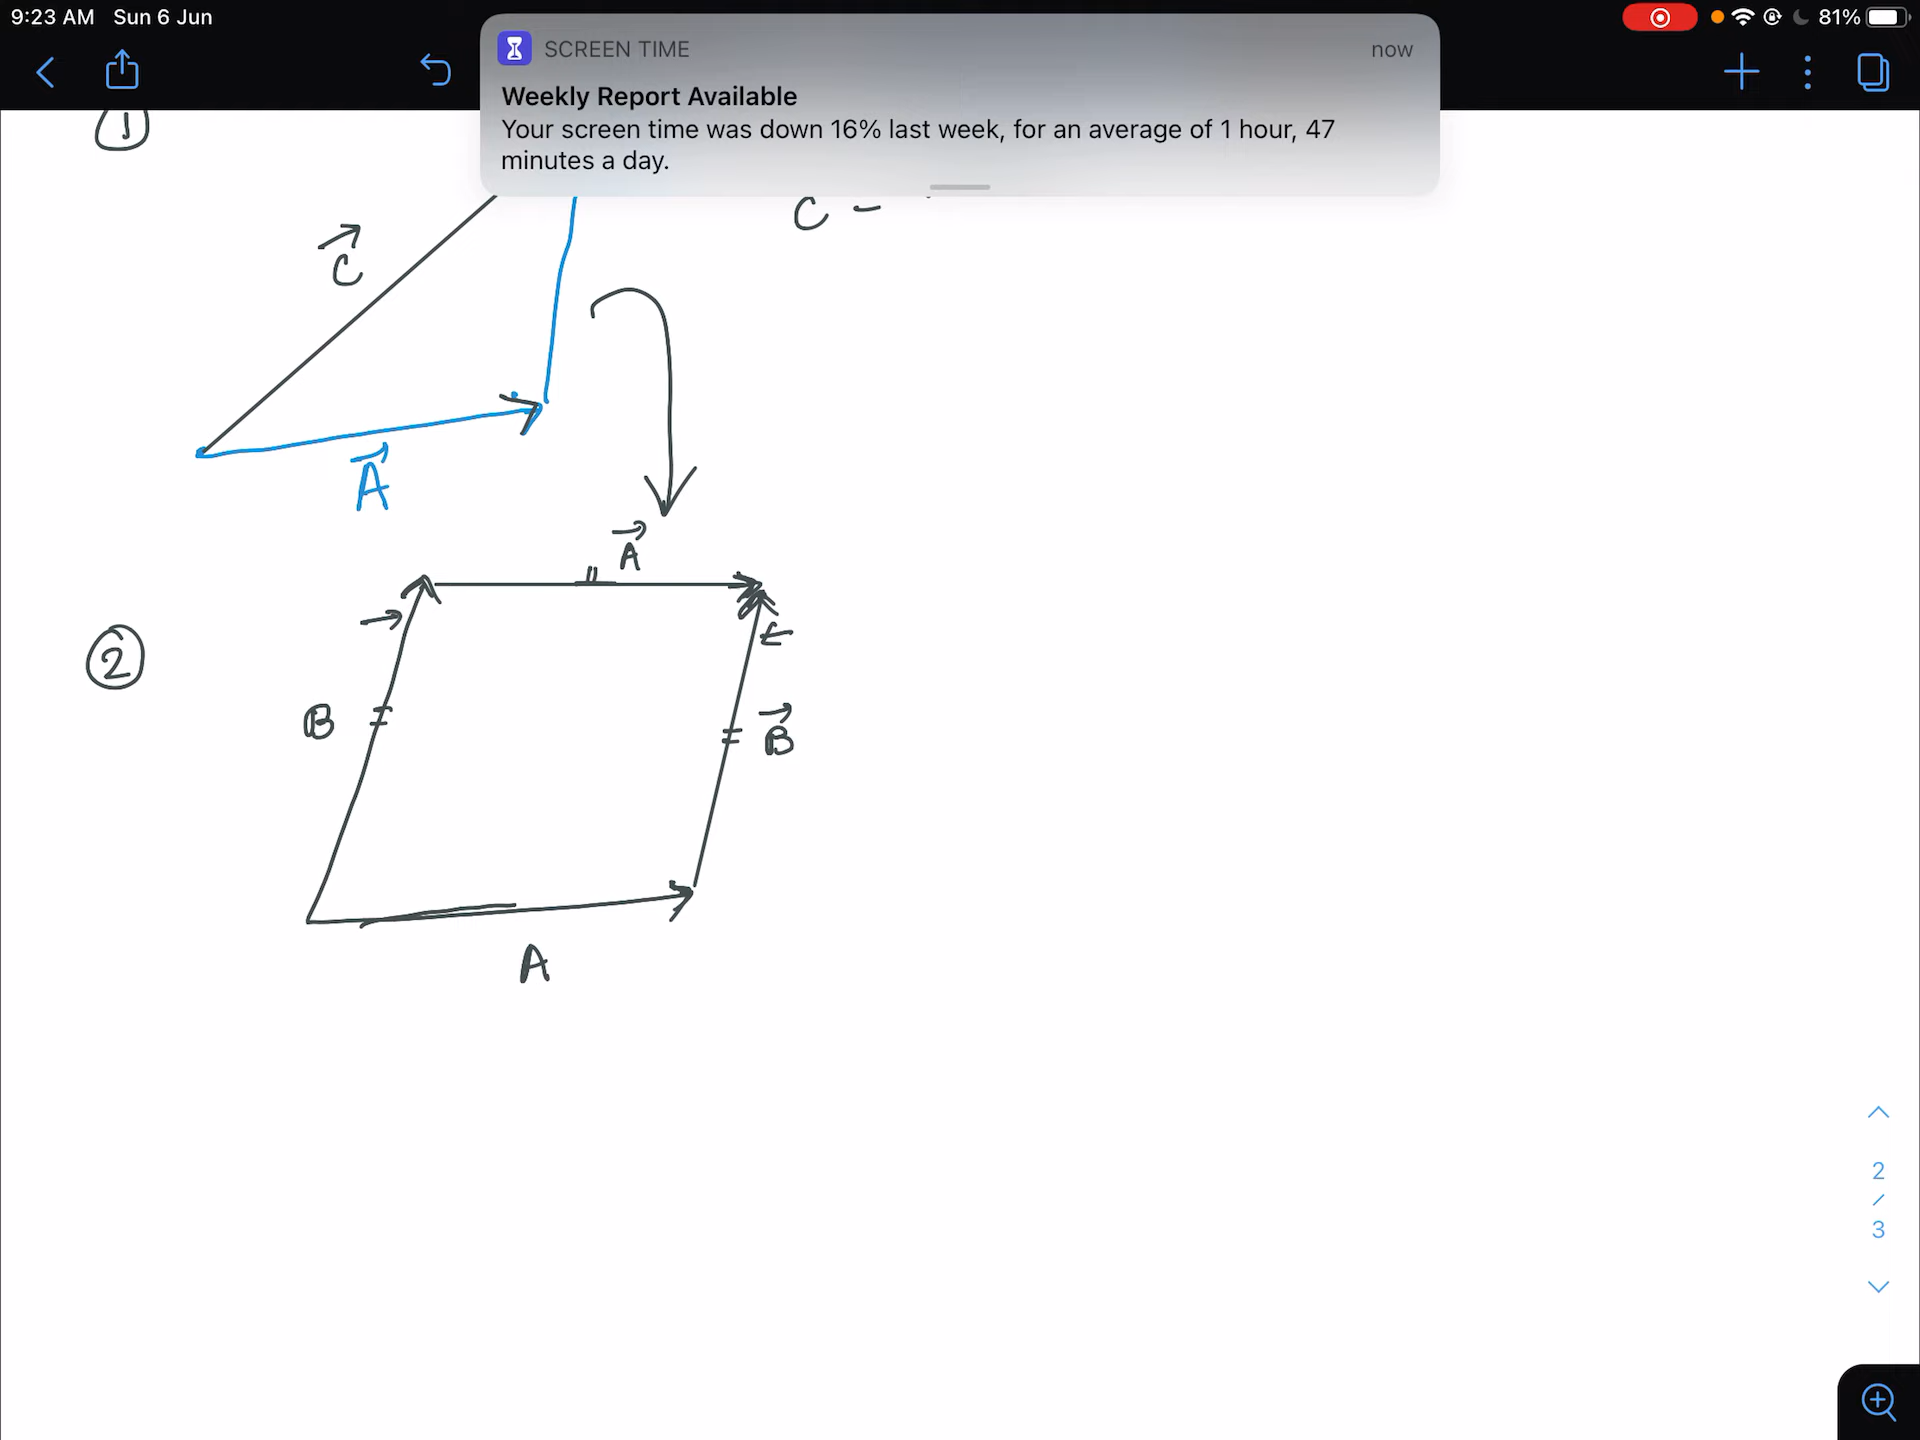 9:23 AM Sun 6 Jun
81%
SCREEN TIME now
Weekly Report Available
Your screen time was down 16% last week, for an average of 1 hour, 47
minutes a day.
1
C -
C
A
A
2
B
B
A
2
/
3